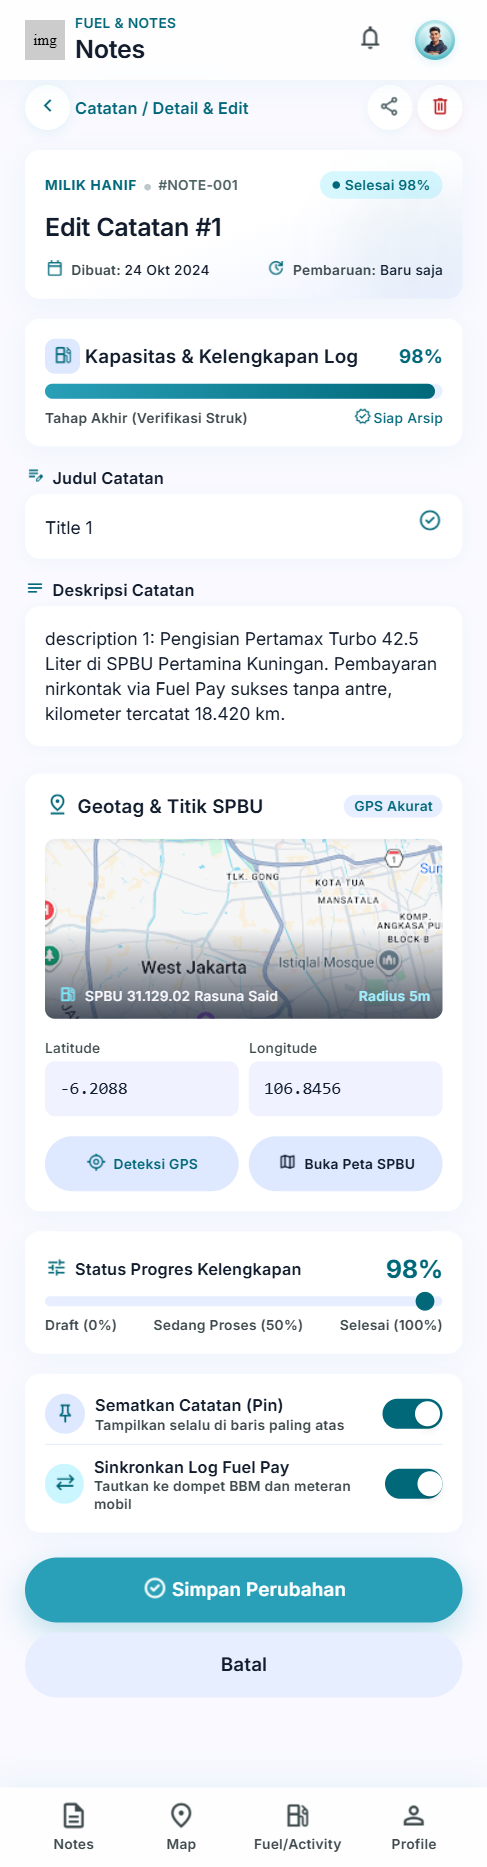 FUEL & NOTES
img
Notes
Catatan / Detail & Edit
MILIK HANIF
#NOTE-001
Selesai 98%
Edit Catatan #1
Dibuat: 24 Okt 2024
Pembaruan: Baru saja
Kapasitas & Kelengkapan Log
98%
Tahap Akhir (Verifikasi Struk)
Siap Arsip
Judul Catatan
Title 1
Deskripsi Catatan
description 1: Pengisian Pertamax Turbo 42.5
Liter di SPBU Pertamina Kuningan. Pembayaran
nirkontak via Fuel Pay sukses tanpa antre,
kilometer tercatat 18.420 km.
Geotag & Titik SPBU
GPS Akurat
1
Sun
TLK. GONG
KOTA TUA
MANSATALA
KOMP.
ANGKASA PU
BLOCK B
West Jakarta
Istiqlal Mosque
SPBU 31.129.02 Rasuna Said
Radius 5m
Latitude
Longitude
-6.2088
106.8456
Deteksi GPS
Buka Peta SPBU
Status Progres Kelengkapan
98%
Draft (0%)
Sedang Proses (50%)
Selesai (100%)
Sematkan Catatan (Pin)
Tampilkan selalu di baris paling atas
Sinkronkan Log Fuel Pay
Tautkan ke dompet BBM dan meteran
mobil
Simpan Perubahan
Batal
Notes
Map
Fuel/Activity
Profile